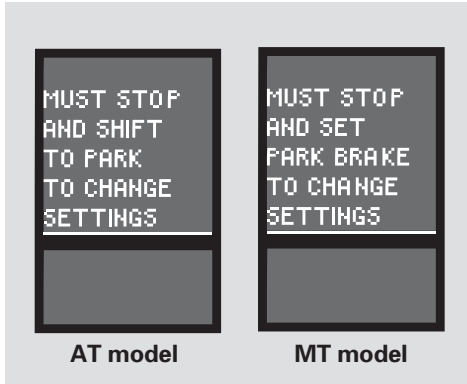 MUST STOP
AND SHIFT
TO PARK
TO CHANGE
SETTINGS
AT model
MUST STOP
AND SET
PARK BRAKE
TO CHANGE
SETTINGS
MT model